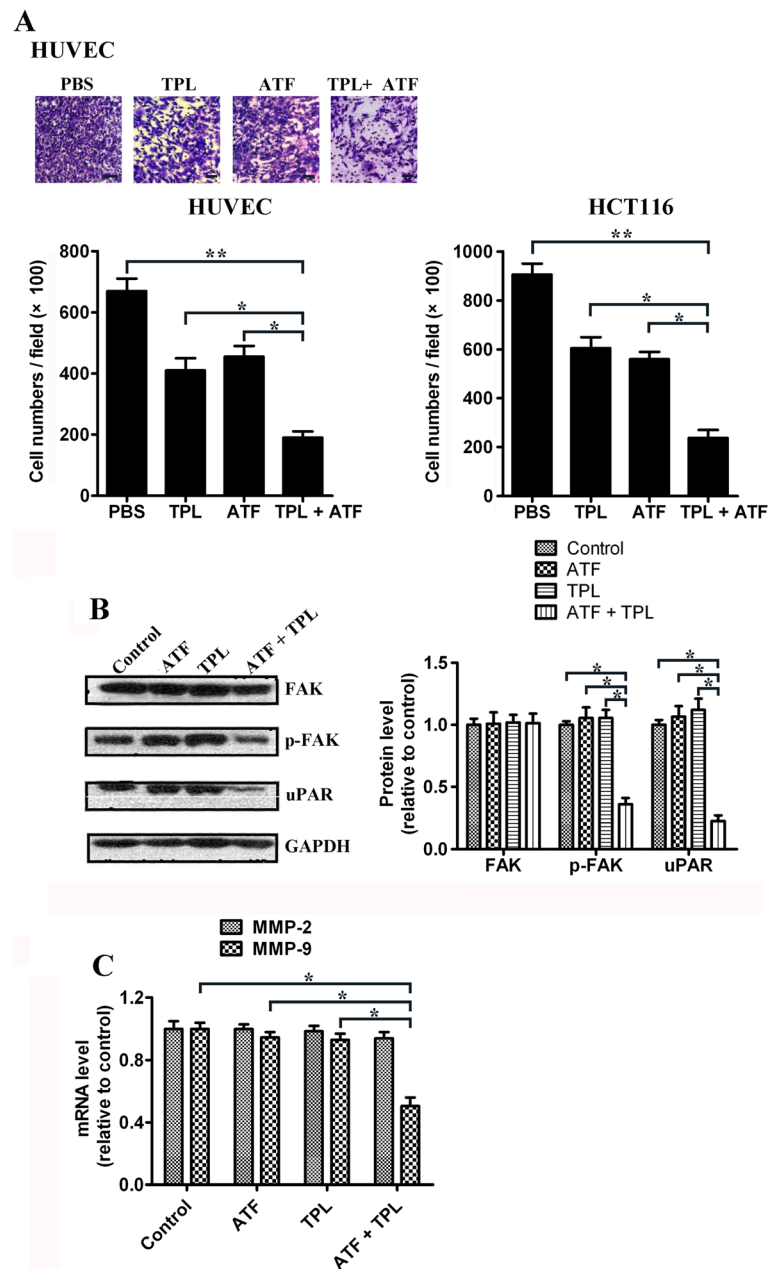 A
HUVEC
PBS TPL ATF TPL+ ATF
HUVEC
Cell numbers / field (× 100)
800
600
400
200
0
** 
*
*
PBS TPL ATF TPL + ATF
HCT116
Cell numbers / field (× 100)
1000
800
600
400
200
0
**
*
*
PBS TPL ATF TPL + ATF
B
Control ATF TPL ATF + TPL
FAK
p-FAK
uPAR
GAPDH
Control
ATF
TPL
ATF + TPL
Protein level
(relative to control)
1.5
1.0
0.5
0.0
* *
* *
* *
FAK p-FAK uPAR
C
MMP-2
MMP-9
mRNA level
(relative to control)
1.2
0.8
0.4
0.0
*
*
*
Control ATF TPL ATF + TPL